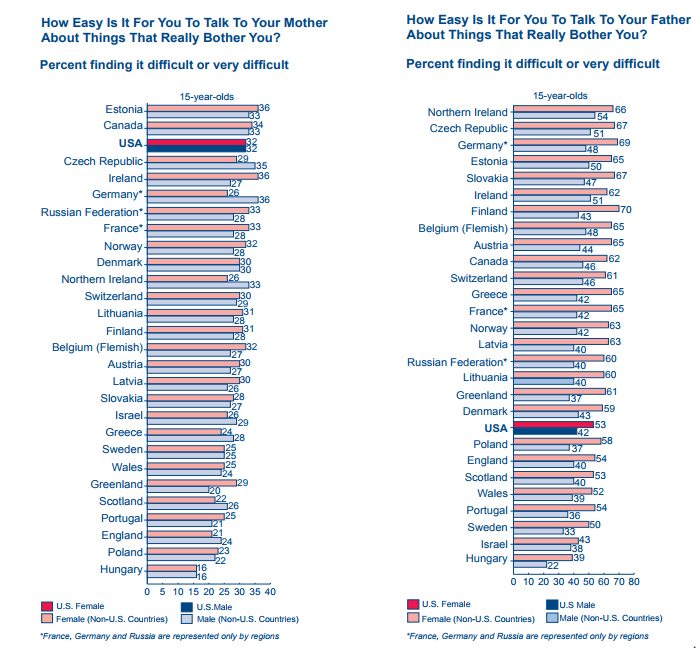 How Easy Is It For You To Talk To Your Mother
About Things That Really Bother You?
Percent finding it difficult or very difficult
15-year-olds
Estonia 36
33
Canada 34
33
USA 32
32
Czech Republic 29
35
Ireland 36
27
Germany* 26
36
Russian Federation* 33
28
France* 33
28
Norway 32
28
Denmark 30
30
Northern Ireland 26
33
Switzerland 30
29
Lithuania 31
28
Finland 31
28
Belgium (Flemish) 32
27
Austria 30
27
Latvia 30
26
Slovakia 28
27
Israel 26
29
Greece 24
28
Sweden 25
25
Wales 25
24
Greenland 29
20
Scotland 22
26
Portugal 25
21
England 21
24
Poland 23
22
Hungary 16
16
0 5 10 15 20 25 30 35 40
U.S. Female U.S.Male
Female (Non-U.S. Countries) Male (Non-U.S. Countries)
*France, Germany and Russia are represented only by regions
How Easy Is It For You To Talk To Your Father
About Things That Really Bother You?
Percent finding it difficult or very difficult
15-year-olds
Northern Ireland 66
54
Czech Republic 67
51
Germany* 69
48
Estonia 65
50
Slovakia 67
47
Ireland 62
51
Finland 70
43
Belgium (Flemish) 65
48
Austria 65
44
Canada 62
46
Switzerland 61
46
Greece 65
42
France* 65
42
Norway 63
42
Latvia 63
40
Russian Federation* 60
40
Lithuania 60
40
Greenland 61
37
Denmark 59
43
USA 53
42
Poland 58
37
England 54
40
Scotland 53
40
Wales 52
39
Portugal 54
36
Sweden 50
33
Israel 43
38
Hungary 39
22
0 10 20 30 40 50 60 70 80
U.S. Female U.S Male
Female (Non-U.S. Countries) Male (Non-U.S. Countries)
*France, Germany and Russia are represented only by regions